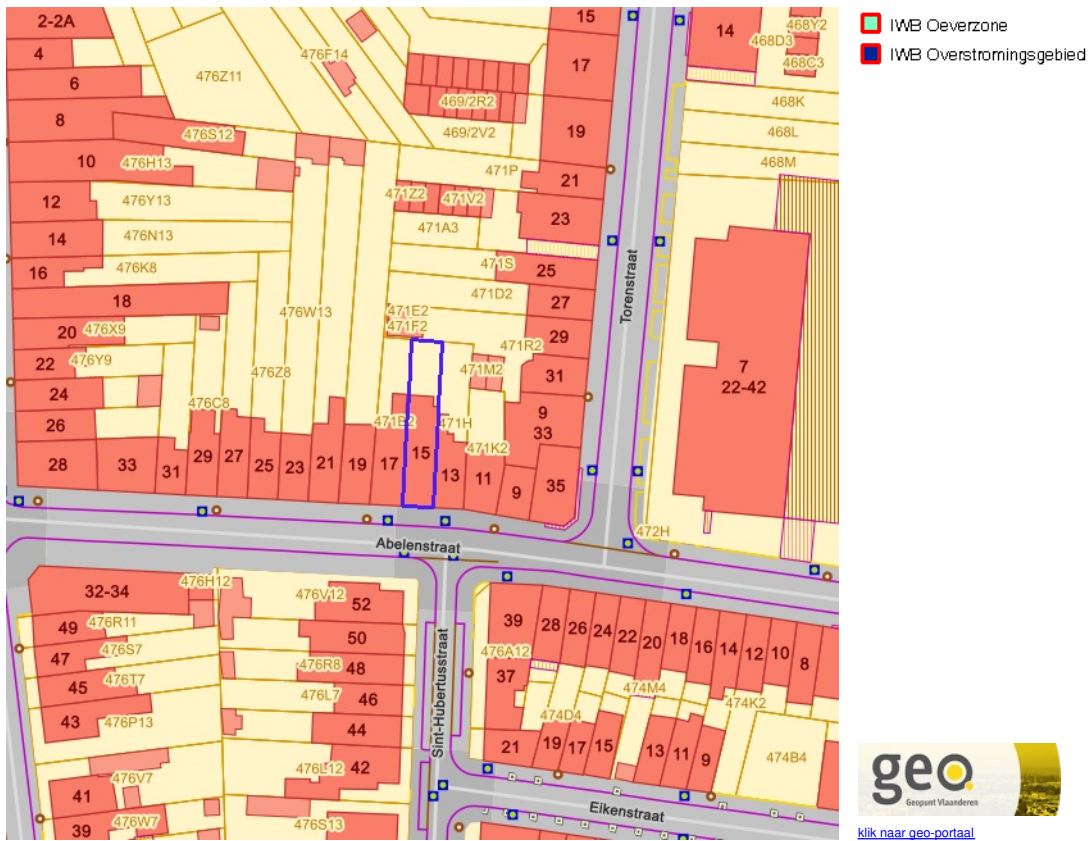 2-2A
476F14
15
14
468Y2
468D3
468C3
4
6
476Z11
17
8
476S12
469/2R2
469/2V2
19
468K
468L
468M
10
476H13
471P
21
12
476Y13
471Z2
471V2
23
14
476N13
471A3
16
476K8
471S
25
Torenstraat
18
476W13
471D2
27
20
476X9
471E2
471F2
29
471R2
22
476Y9
476Z8
471M2
31
7
22-42
24
476C8
9
33
26
471B2
471H
471K2
28
33
31
29
27
25
23
21
19
17
15
13
11
9
35
472H
Abelenstraat
32-34
476H12
476V12
52
49
476R11
50
39
28
26
24
22
20
18
16
14
12
10
8
47
476S7
476R8
48
476A12
45
476T7
476L7
46
37
474M4
474K2
43
476P13
44
474D4
Sint-Hubertusstraat
21
19
17
15
13
11
9
474B4
476V7
476L12
42
41
39
476W7
476S13
Eikenstraat
IWB Oeverzone
IWB Overstromingsgebied
geo
Geopunt Vlaanderen
klik naar geo-portaal